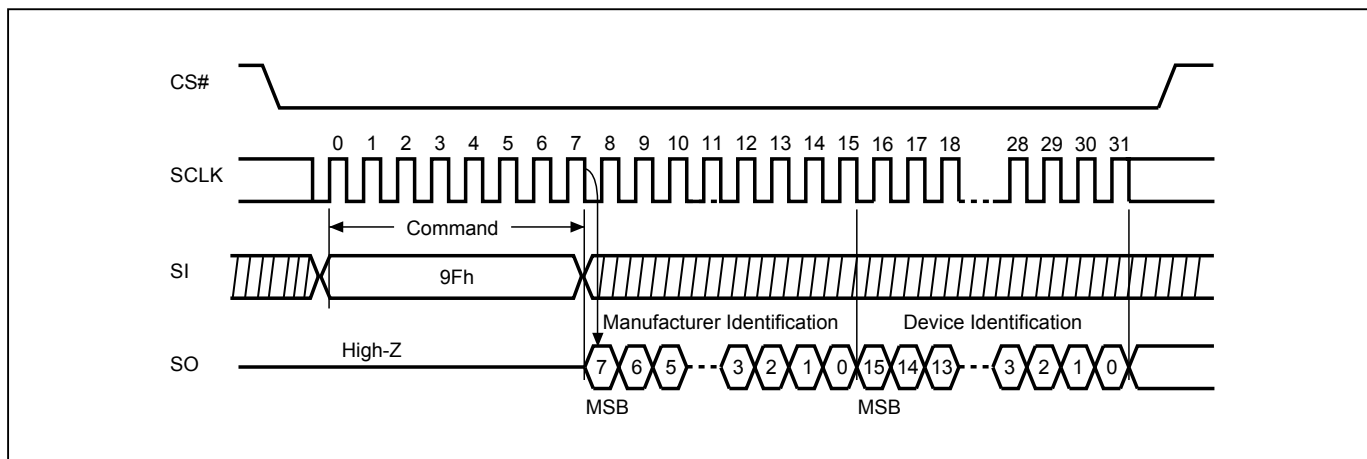 CS#
0 1 2 3 4 5 6 7 8 9 10 11 12 13 14 15 16 17 18 28 29 30 31
SCLK
Command
SI
9Fh
Manufacturer Identification Device Identification
High-Z
SO
7 6 5 3 2 1 0 15 14 13 3 2 1 0
MSB MSB